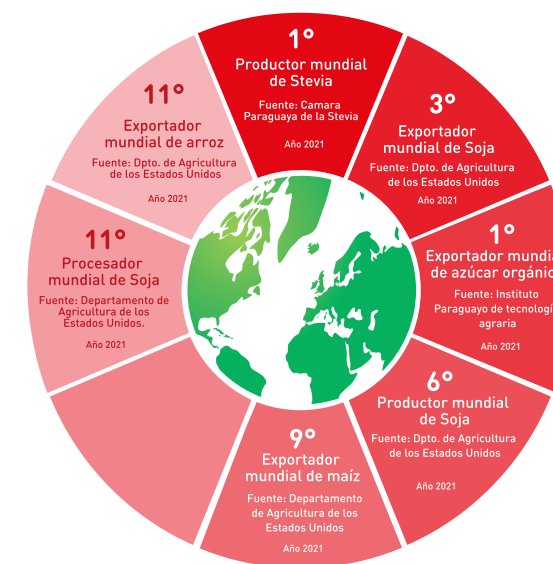 1°
Productor mundial
de Stevia
Fuente: Camara
Paraguaya de la Stevia
Año 2021
3°
Exportador
mundial de Soja
Fuente: Dpto. de Agricultura
de los Estados Unidos
Año 2021
1°
Exportador mundia
de azúcar orgánic
Fuente: Instituto
Paraguayo de tecnologí
agraria
Año 2021
6°
Productor mundial
de Soja
Fuente: Dpto. de Agricultura
de los Estados Unidos
Año 2021
9°
Exportador
mundial de maíz
Fuente: Departamento
de Agricultura de los
Estados Unidos
Año 2021
11°
Procesador
mundial de Soja
Fuente: Departamento de
Agricultura de los
Estados Unidos.
Año 2021
11°
Exportador
mundial de arroz
Fuente: Dpto. de Agricultura
de los Estados Unidos
Año 2021